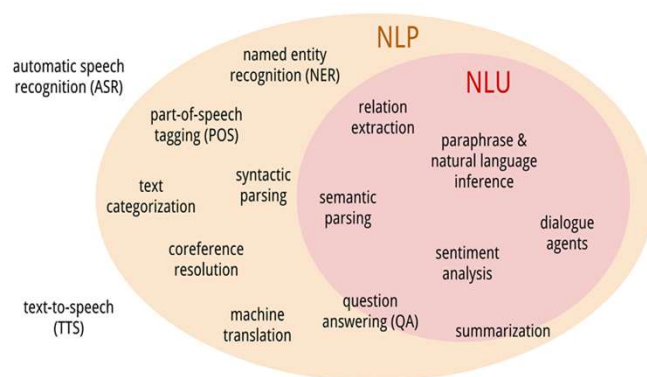 NLP
named entity
recognition (NER)
automatic speech
recognition (ASR)
NLU
relation
extraction
part-of-speech
tagging (POS)
paraphrase &
natural language
inference
syntactic
parsing
text
categorization
semantic
parsing
dialogue
agents
coreference
resolution
sentiment
analysis
text-to-speech
(TTS)
machine
translation
question
answering (QA)
summarization